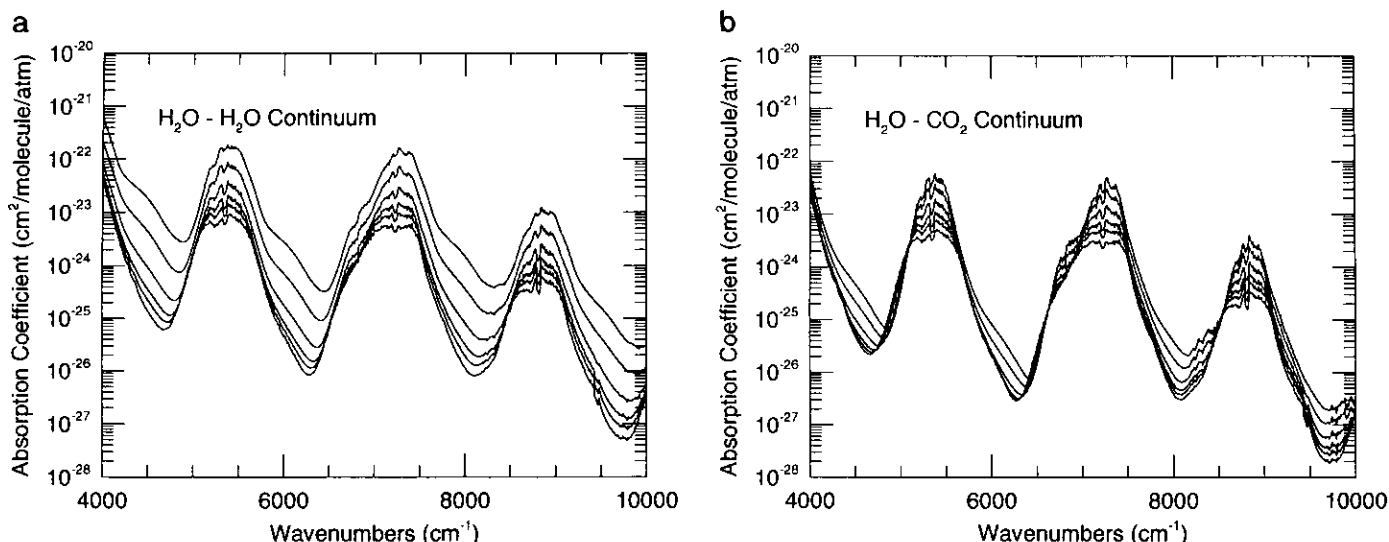 a
10⁻²⁰
10⁻²¹
10⁻²²
10⁻²³
10⁻²⁴
10⁻²⁵
10⁻²⁶
10⁻²⁷
10⁻²⁸
Absorption Coefficient (cm²/molecule/atm)
H₂O - H₂O Continuum
4000 6000 8000 10000
Wavenumbers (cm⁻¹)
b
10⁻²⁰
10⁻²¹
10⁻²²
10⁻²³
10⁻²⁴
10⁻²⁵
10⁻²⁶
10⁻²⁷
10⁻²⁸
Absorption Coefficient (cm²/molecule/atm)
H₂O - CO₂ Continuum
4000 6000 8000 10000
Wavenumbers (cm⁻¹)